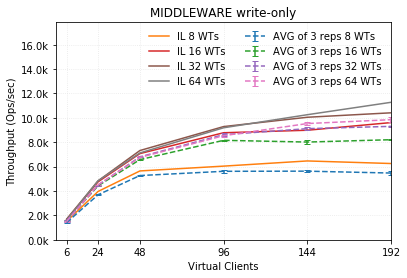 MIDDLEWARE write-only
IL 8 WTs
IL 16 WTs
IL 32 WTs
IL 64 WTs
AVG of 3 reps 8 WTs
AVG of 3 reps 16 WTs
AVG of 3 reps 32 WTs
AVG of 3 reps 64 WTs
Throughput (Ops/sec)
16.0k
14.0k
12.0k
10.0k
8.0k
6.0k
4.0k
2.0k
0.0k
6 24 48 96 144 192
Virtual Clients